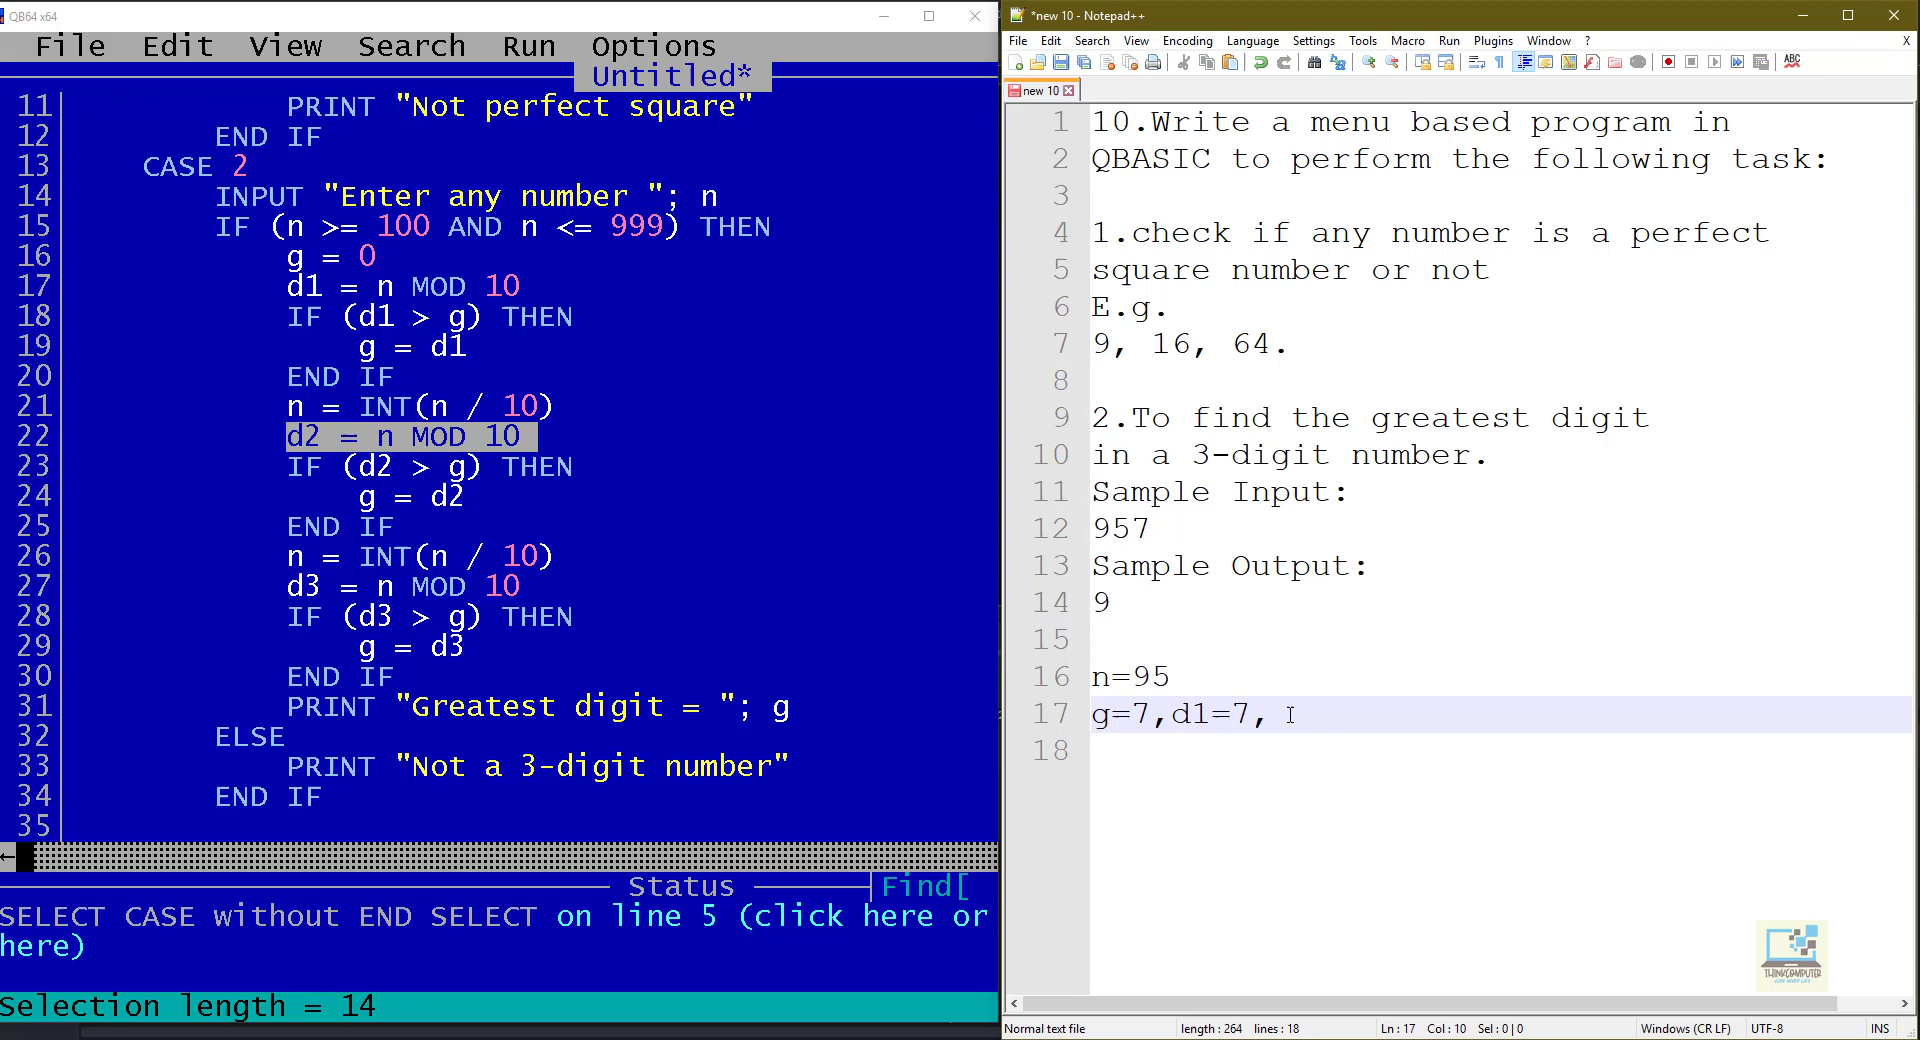 QB64 x64
File Edit View Search Run Options
Untitled*
11 PRINT "Not perfect square"
12 END IF
13 CASE 2
14 INPUT "Enter any number "; n
15 IF (n >= 100 AND n <= 999) THEN
16 g = 0
17 d1 = n MOD 10
18 IF (d1 > g) THEN
19 g = d1
20 END IF
21 n = INT(n / 10)
22 d2 = n MOD 10
23 IF (d2 > g) THEN
24 g = d2
25 END IF
26 n = INT(n / 10)
27 d3 = n MOD 10
28 IF (d3 > g) THEN
29 g = d3
30 END IF
31 PRINT "Greatest digit = "; g
32 ELSE
33 PRINT "Not a 3-digit number"
34 END IF
35
Status Find[
SELECT CASE without END SELECT on line 5 (click here or
here)
Selection length = 14
*new 10 - Notepad++
File Edit Search View Encoding Language Settings Tools Macro Run Plugins Window ? X
ABC
new 10
1 10.Write a menu based program in
2 QBASIC to perform the following task:
3
4 1.check if any number is a perfect
5 square number or not
6 E.g.
7 9, 16, 64.
8
9 2.To find the greatest digit
10 in a 3-digit number.
11 Sample Input:
12 957
13 Sample Output:
14 9
15
16 n=95
17 g=7,d1=7,
18
THINKCOMPUTER
CODE NEVER LIES
Normal text file length : 264 lines : 18 Ln : 17 Col : 10 Sel : 0 | 0 Windows (CR LF) UTF-8 INS